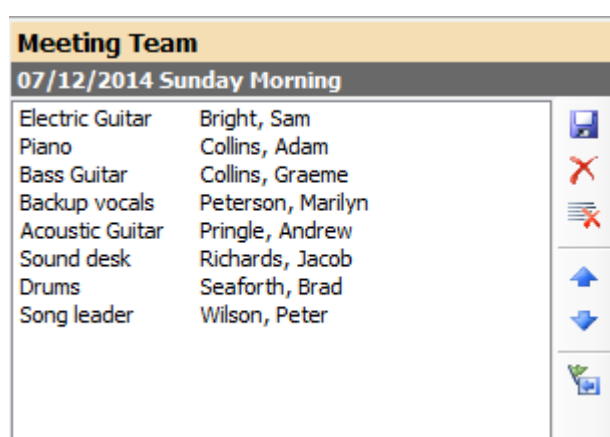 Meeting Team
07/12/2014 Sunday Morning
Electric Guitar Bright, Sam
Piano Collins, Adam
Bass Guitar Collins, Graeme
Backup vocals Peterson, Marilyn
Acoustic Guitar Pringle, Andrew
Sound desk Richards, Jacob
Drums Seaforth, Brad
Song leader Wilson, Peter